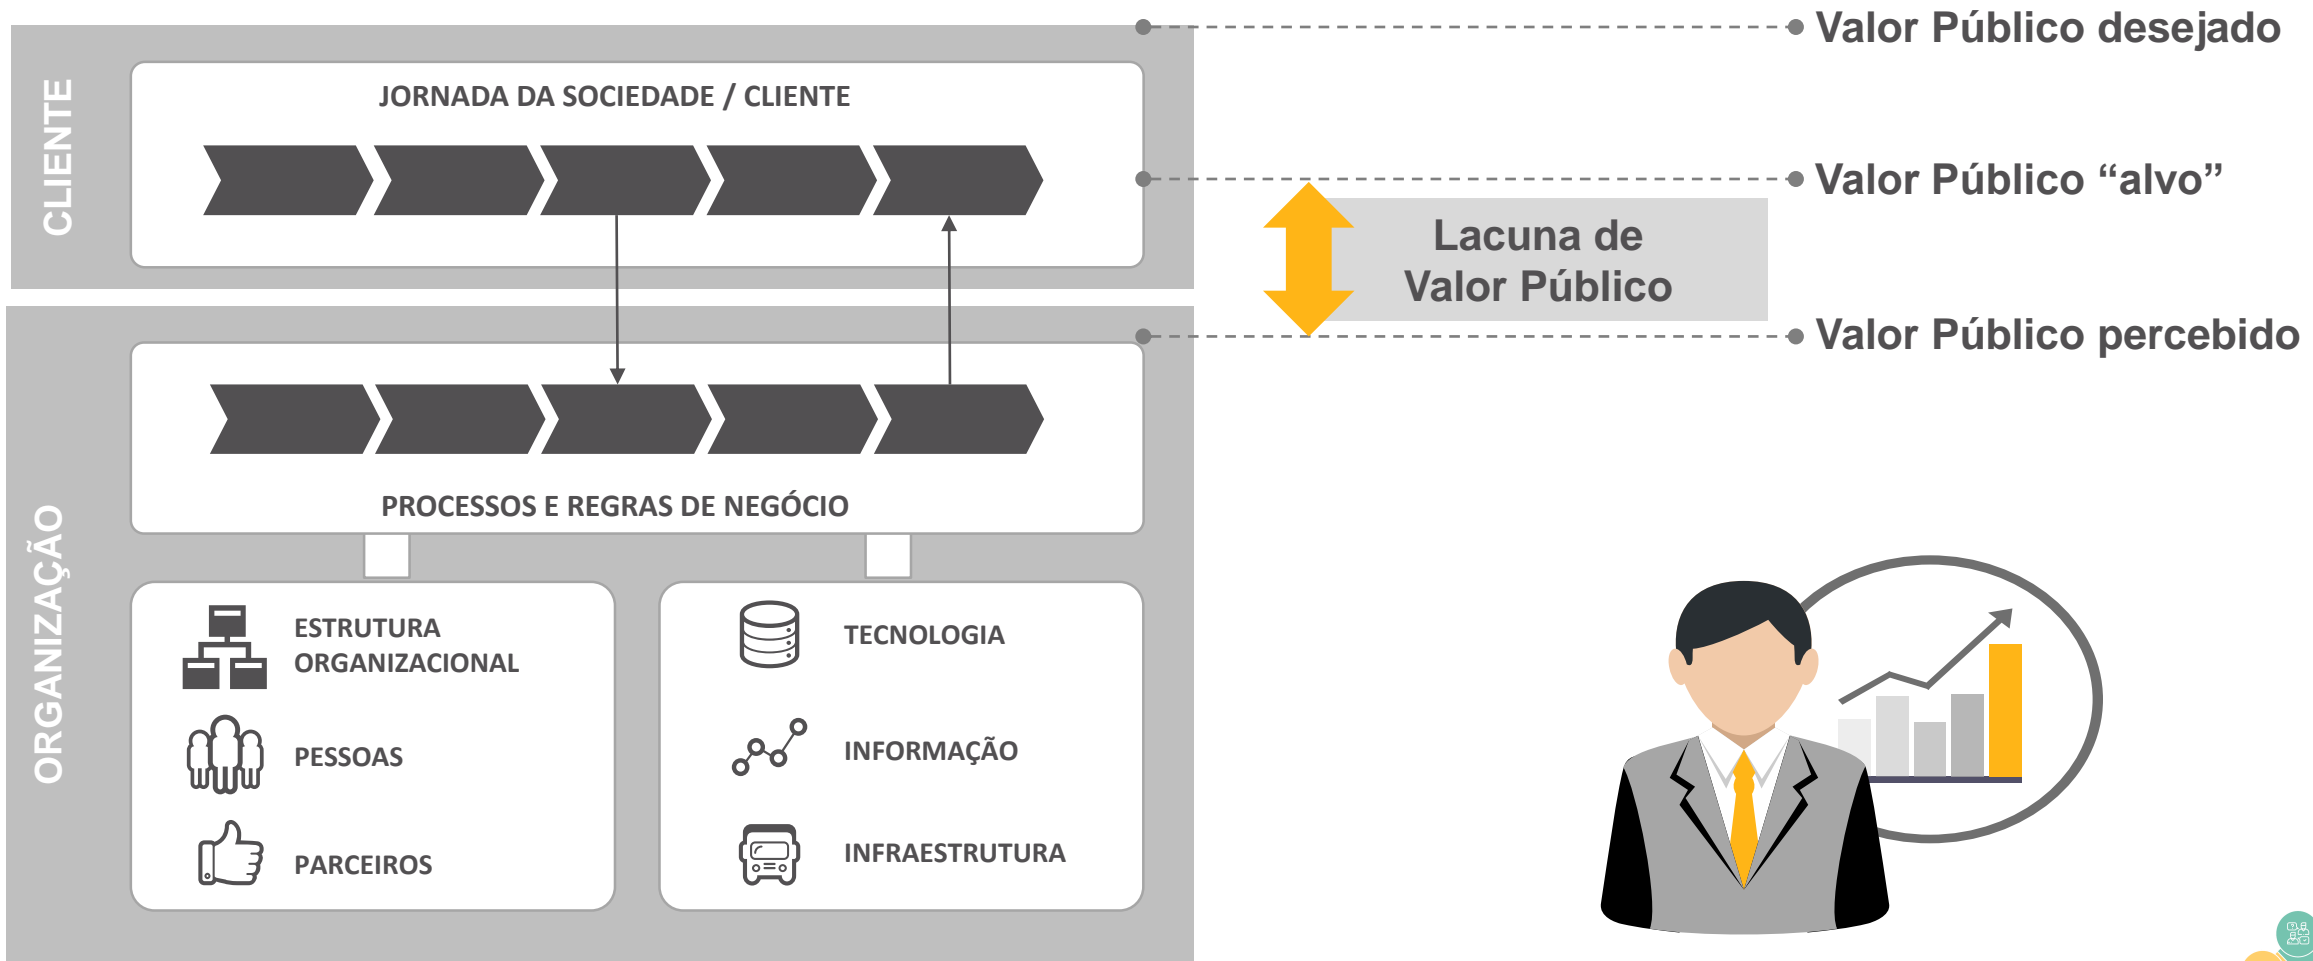 Valor Público desejado
CLIENTE
JORNADA DA SOCIEDADE / CLIENTE
Valor Público “alvo”
Lacuna de
Valor Público
Valor Público percebido
ORGANIZAÇÃO
PROCESSOS E REGRAS DE NEGÓCIO
ESTRUTURA
ORGANIZACIONAL
PESSOAS
PARCEIROS
TECNOLOGIA
INFORMAÇÃO
INFRAESTRUTURA